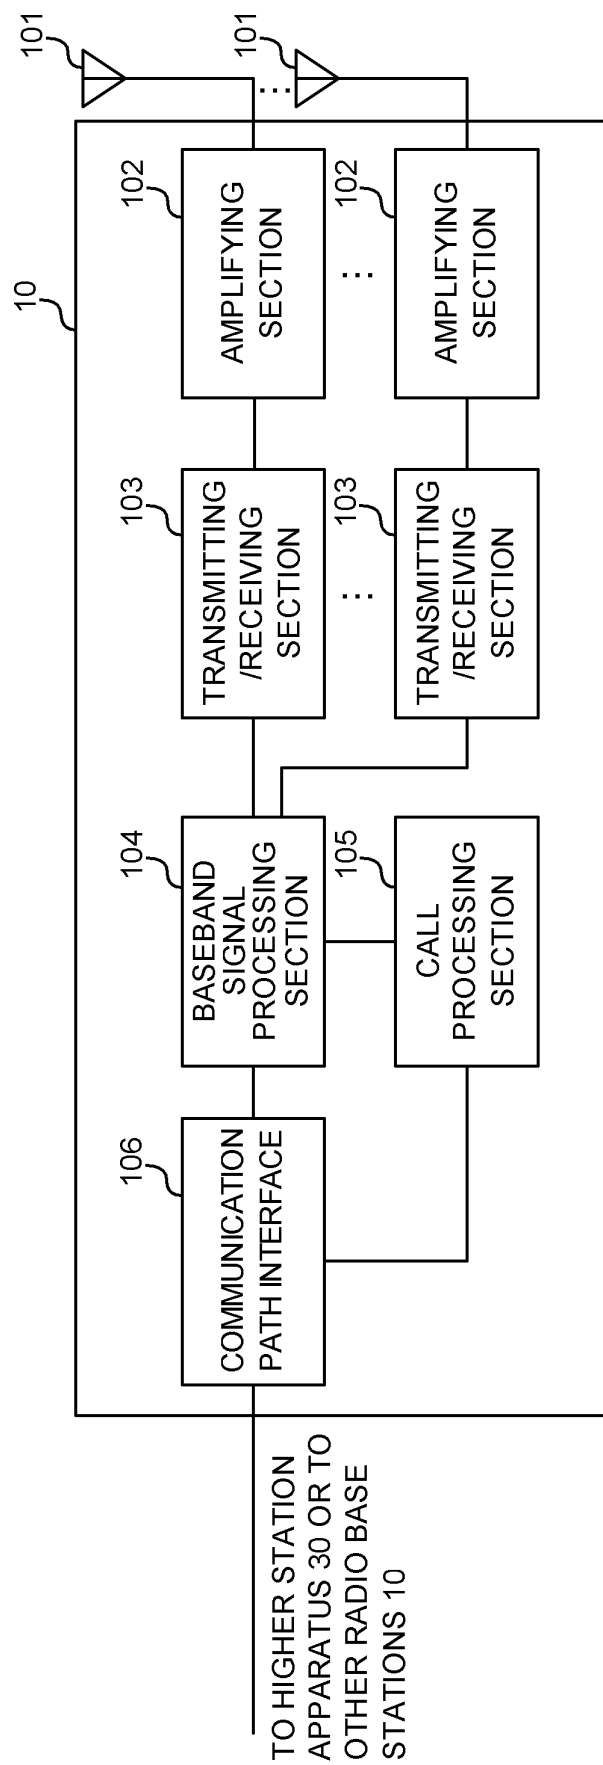 10
101
101
...
102
AMPLIFYING
SECTION
...
102
AMPLIFYING
SECTION
103
TRANSMITTING
/RECEIVING
SECTION
...
103
TRANSMITTING
/RECEIVING
SECTION
104
BASEBAND
SIGNAL
PROCESSING
SECTION
105
CALL
PROCESSING
SECTION
106
COMMUNICATION
PATH INTERFACE
TO HIGHER STATION
APPARATUS 30 OR TO
OTHER RADIO BASE
STATIONS 10